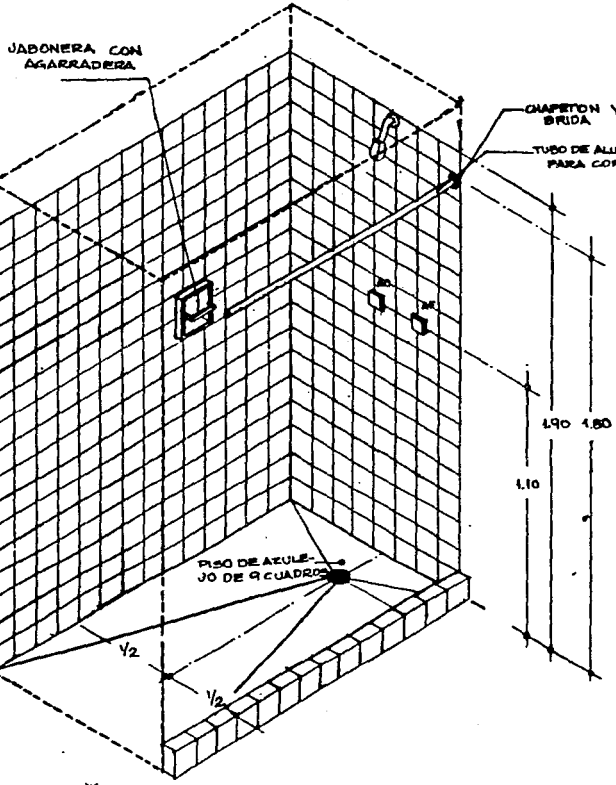 JABONERA CON
AGARRADERA
CHAPETON Y
BRIDA
TUBO DE ALU
PARA COR
AC
1.90
1.80
1.10
PISO DE AZULE-
JO DE 9 CUADROS
1/2
1/2